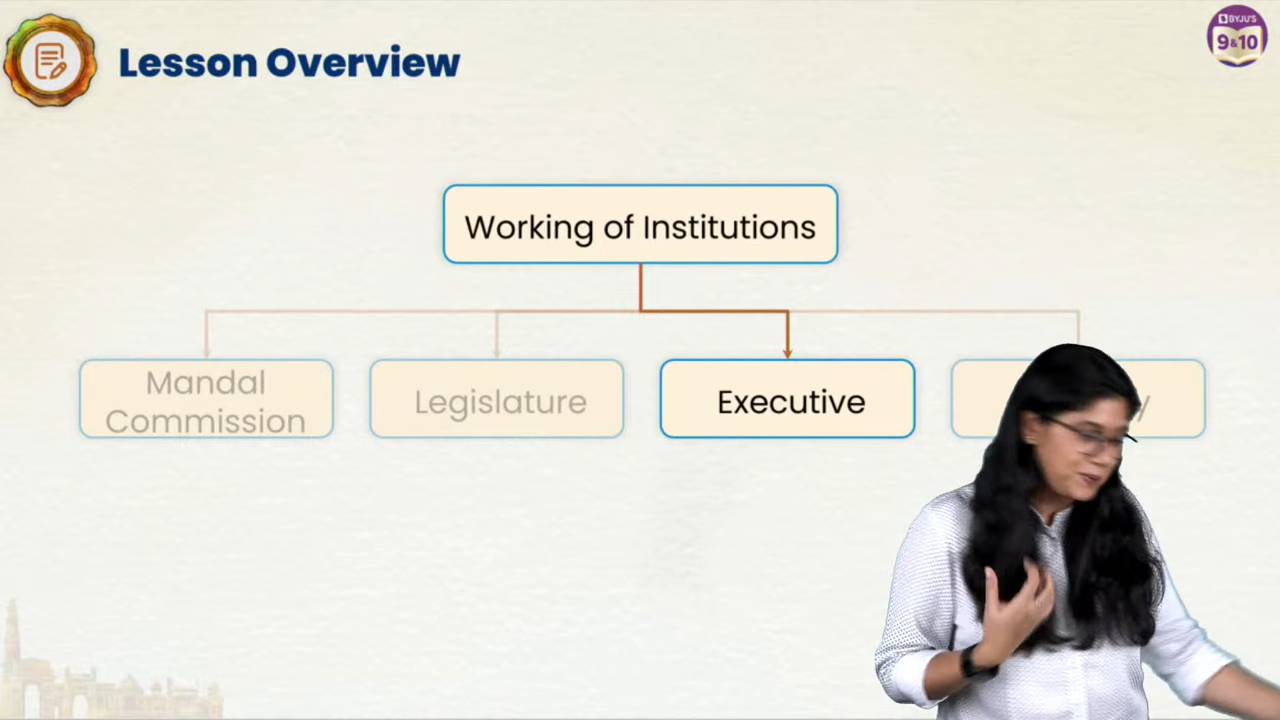 Lesson Overview
BYJU'S
9&10
Working of Institutions
Mandal
Commission
Legislature
Executive